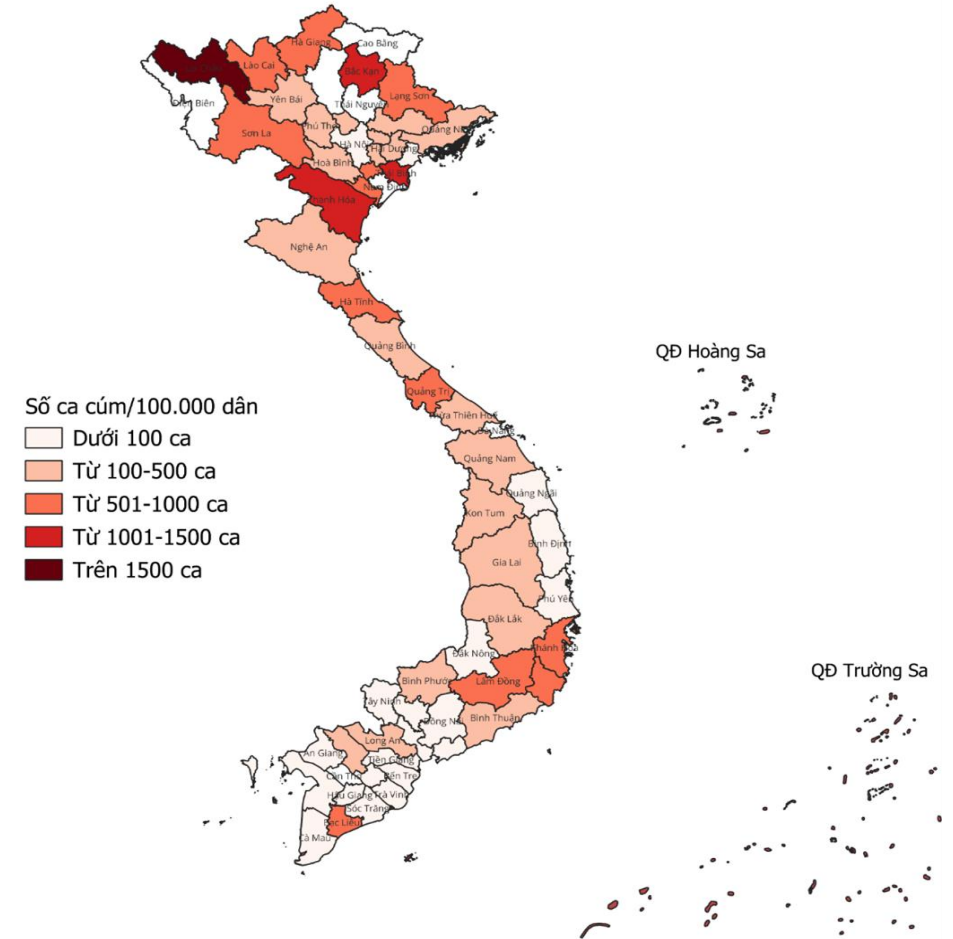 Hà Giang
Cao Bằng
Lào Cai
Bắc Kạn
Điện Biên
Yên Bái
Lạng Sơn
Thái Nguyên
Phú Thọ
Sơn La
Hà Nội
Quảng Ni
Hải Dương
Hoà Bình
Thái Bình
Nam Định
Thanh Hóa
Nghệ An
Hà Tĩnh
Quảng Bình
QĐ Hoàng Sa
Quảng Trị
Số ca cúm/100.000 dân
Thừa Thiên Huế
Đà Nẵng
Dưới 100 ca
Quảng Nam
Từ 100-500 ca
Quảng Ngãi
Từ 501-1000 ca
Kon Tum
Từ 1001-1500 ca
Bình Định
Gia Lai
Trên 1500 ca
Phú Yên
Đắk Lắk
Khánh Hòa
Đắk Nông
QĐ Trường Sa
Bình Phước
Lâm Đồng
Tây Ninh
Đồng Nai
Bình Thuận
Long An
An Giang
Tiền Giang
Cần Thơ
Bến Tre
Hậu Giang
Trà Vinh
Sóc Trăng
Bạc Liêu
Cà Mau